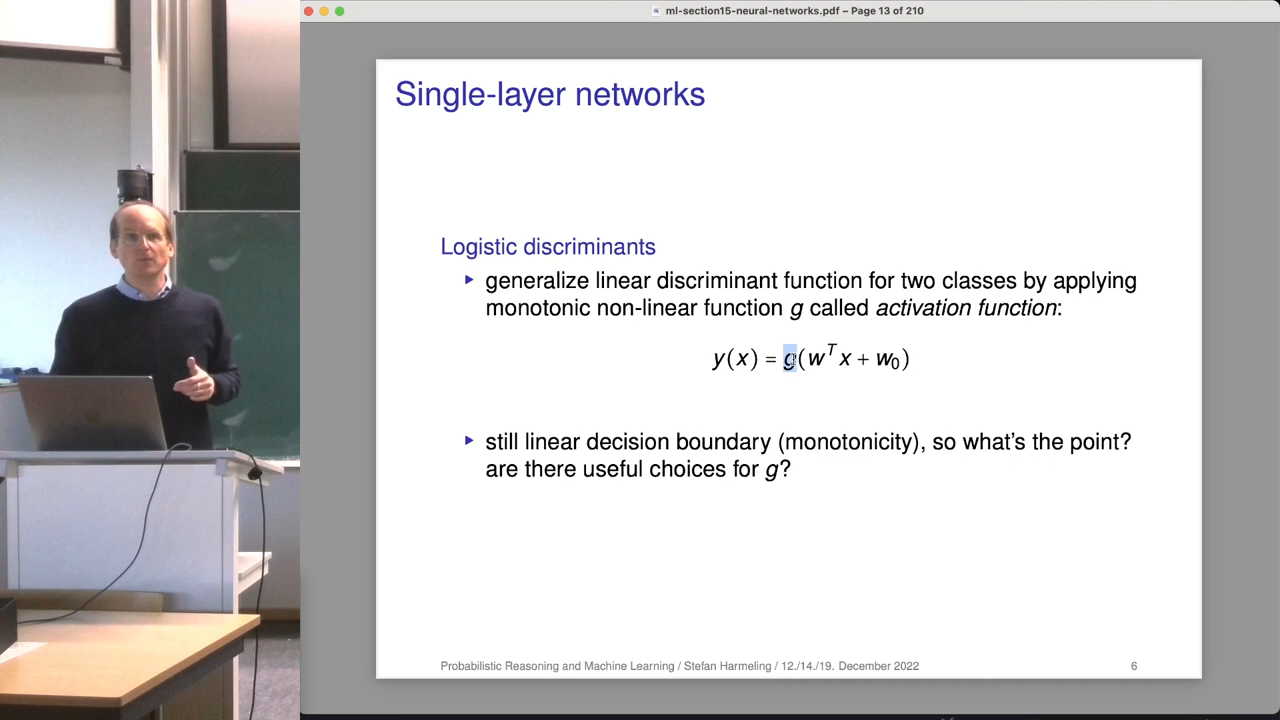 ml-section15-neural-networks.pdf – Page 13 of 210
Single-layer networks
Logistic discriminants
generalize linear discriminant function for two classes by applying
monotonic non-linear function g called activation function:
y(x) = g(wᵀx + w₀)
still linear decision boundary (monotonicity), so what's the point?
are there useful choices for g?
Probabilistic Reasoning and Machine Learning / Stefan Harmeling / 12./14./19. December 2022
6